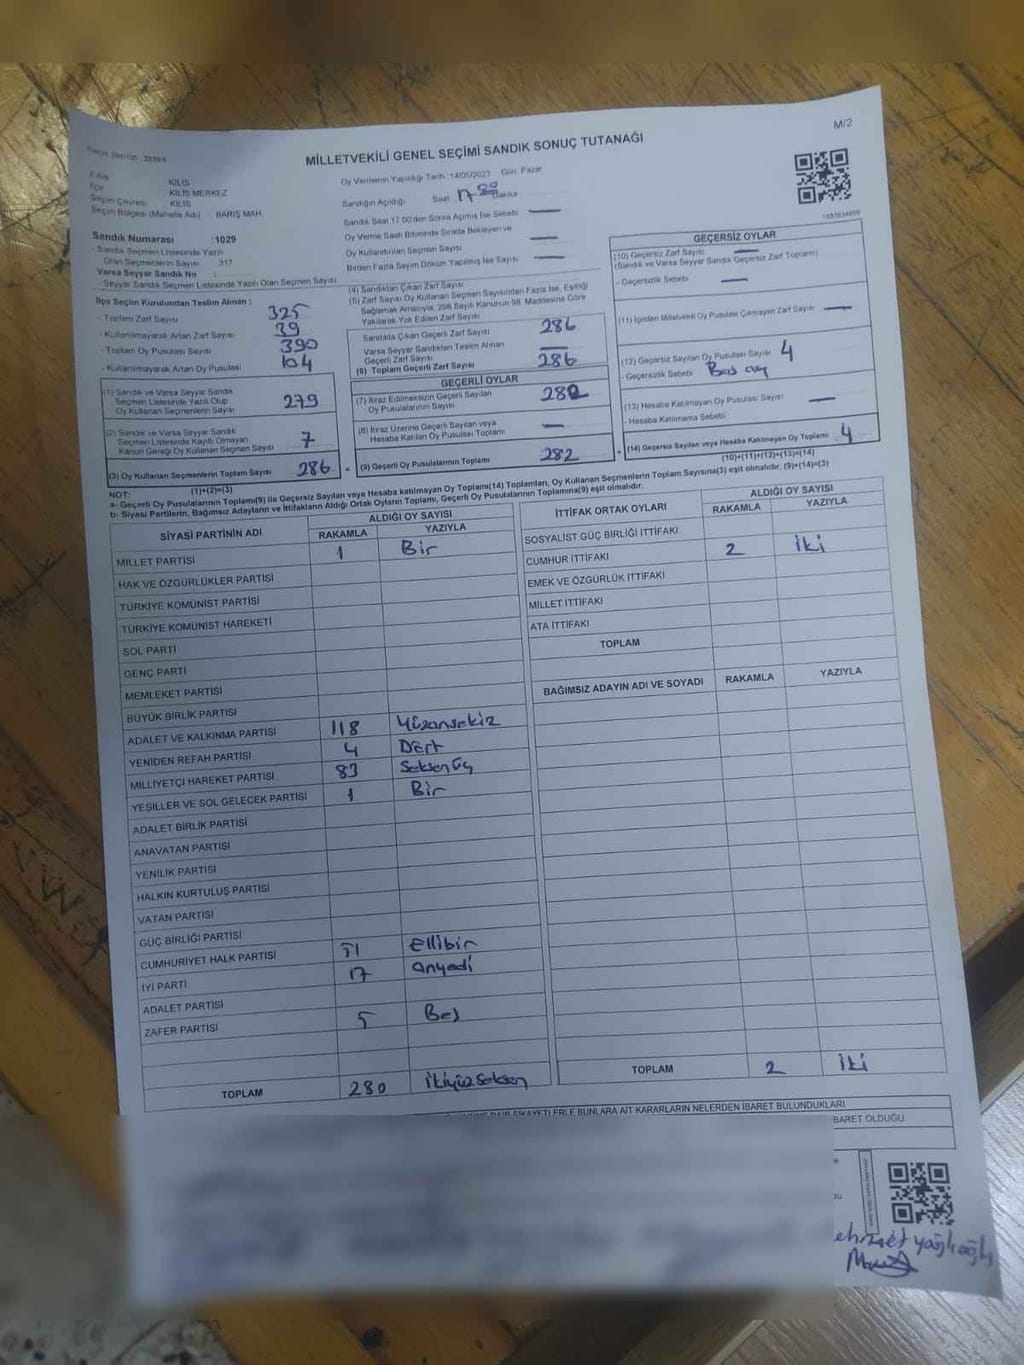 M/2
MİLLETVEKİLİ GENEL SEÇİMİ SANDIK SONUÇ TUTANAĞI
İl Adı KİLİS
İlçe KİLİS MERKEZ
Seçim Çevresi: KİLİS
Seçim Bölgesi (Mahalle Adı) BARIŞ MAH.
Oy Vermenin Yapıldığı Tarih :14/05/2023 Gün: Pazar
Sandığın Açıldığı Saat 17 Dakika
Sandık Saat 17.00'den Sonra Açılmış İse Sebebi —
Oy Verme Saati Bitiminde Sırada Bekleyen ve
Oy Kullandırılan Seçmen Sayısı —
Birden Fazla Sayım Döküm Yapılmış İse Sayısı —
Sandık Numarası :1029
- Sandık Seçmen Listesinde Yazılı
Olan Seçmenlerin Sayısı 317
Varsa Seyyar Sandık No :
- Seyyar Sandık Seçmen Listesinde Yazılı Olan Seçmen Sayısı :
İlçe Seçim Kurulundan Teslim Alınan :
- Toplam Zarf Sayısı 325
- Kullanılmayarak Artan Zarf Sayısı 39
- Toplam Oy Pusulası Sayısı 390
- Kullanılmayarak Artan Oy Pusulası 104
(1) Sandık ve Varsa Seyyar Sandık
Seçmen Listesinde Yazılı Olup
Oy Kullanan Seçmenlerin Sayısı 279
(2) Sandık ve Varsa Seyyar Sandık
Seçmen Listesinde Kayıtlı Olmayan
Kanun Gereği Oy Kullanan Seçmen Sayısı 7
(3) Oy Kullanan Seçmenlerin Toplam Sayısı 286
(1)+(2)=(3)
(4) Sandıktan Çıkan Zarf Sayısı
(5) Zarf Sayısı Oy Kullanan Seçmen Sayısından Fazla İse, Eşitliği
Sağlamak Amacıyla, 298 Sayılı Kanunun 98. Maddesine Göre
Yakılarak Yok Edilen Zarf Sayısı
Sandıkta Çıkan Geçerli Zarf Sayısı 286
Varsa Seyyar Sandıktan Teslim Alınan
Geçerli Zarf Sayısı —
(6) Toplam Geçerli Zarf Sayısı 286
GEÇERLİ OYLAR
(7) İtiraz Edilmeksizin Geçerli Sayılan
Oy Pusulalarının Sayısı 282
(8) İtiraz Üzerine Geçerli Sayılan veya
Hesaba Katılan Oy Pusulası Toplamı —
= (9) Geçerli Oy Pusulalarının Toplamı 282
GEÇERSİZ OYLAR
(10) Geçersiz Zarf Sayısı —
(Sandık ve Varsa Seyyar Sandık Geçersiz Zarf Toplamı)
- Geçersizlik Sebebi —
(11) İçinden Milletvekili Oy Pusulası Çıkmayan Zarf Sayısı —
(12) Geçersiz Sayılan Oy Pusulası Sayısı 4
- Geçersizlik Sebebi
(13) Hesaba Katılmayan Oy Pusulası Sayısı —
- Hesaba Katılmama Sebebi
+ (14) Geçersiz Sayılan veya Hesaba Katılmayan Oy Toplamı 4
(10)+(11)+(12)+(13)=(14)
NOT:
a- Geçerli Oy Pusulalarının Toplamı(9) ile Geçersiz Sayılan veya Hesaba katılmayan Oy Toplamı(14) Toplamları, Oy Kullanan Seçmenlerin Toplam Sayısına(3) eşit olmalıdır. (9)+(14)=(3)
b- Siyasi Partilerin, Bağımsız Adayların ve İttifakların Aldığı Ortak Oyların Toplamı, Geçerli Oy Pusulalarının Toplamına(9) eşit olmalıdır.
SİYASİ PARTİNİN ADI ALDIĞI OY SAYISI
RAKAMLA YAZIYLA
MİLLET PARTİSİ 1 Bir
HAK VE ÖZGÜRLÜKLER PARTİSİ
TÜRKİYE KOMÜNİST PARTİSİ
TÜRKİYE KOMÜNİST HAREKETİ
SOL PARTİ
GENÇ PARTİ
MEMLEKET PARTİSİ
BÜYÜK BİRLİK PARTİSİ
ADALET VE KALKINMA PARTİSİ 118 Yüzonsekiz
YENİDEN REFAH PARTİSİ 4 Dört
MİLLİYETÇİ HAREKET PARTİSİ 83 Seksenüç
YEŞİLLER VE SOL GELECEK PARTİSİ 1 Bir
ADALET BİRLİK PARTİSİ
ANAVATAN PARTİSİ
YENİLİK PARTİSİ
HALKIN KURTULUŞ PARTİSİ
VATAN PARTİSİ
GÜÇ BİRLİĞİ PARTİSİ
CUMHURİYET HALK PARTİSİ 51 Ellibir
İYİ PARTİ 17 Onyedi
ADALET PARTİSİ
ZAFER PARTİSİ 5 Beş
TOPLAM 280 İkiyüzseksen
İTTİFAK ORTAK OYLARI ALDIĞI OY SAYISI
RAKAMLA YAZIYLA
SOSYALİST GÜÇ BİRLİĞİ İTTİFAKI
CUMHUR İTTİFAKI 2 İki
EMEK VE ÖZGÜRLÜK İTTİFAKI
MİLLET İTTİFAKI
ATA İTTİFAKI
TOPLAM
BAĞIMSIZ ADAYIN ADI VE SOYADI RAKAMLA YAZIYLA
TOPLAM 2 İki
ŞİKAYETLERLE BUNLARA AİT KARARLARIN NELERDEN İBARET BULUNDUKLARI
BARET OLDUĞU
ehmet yağlıoğlı